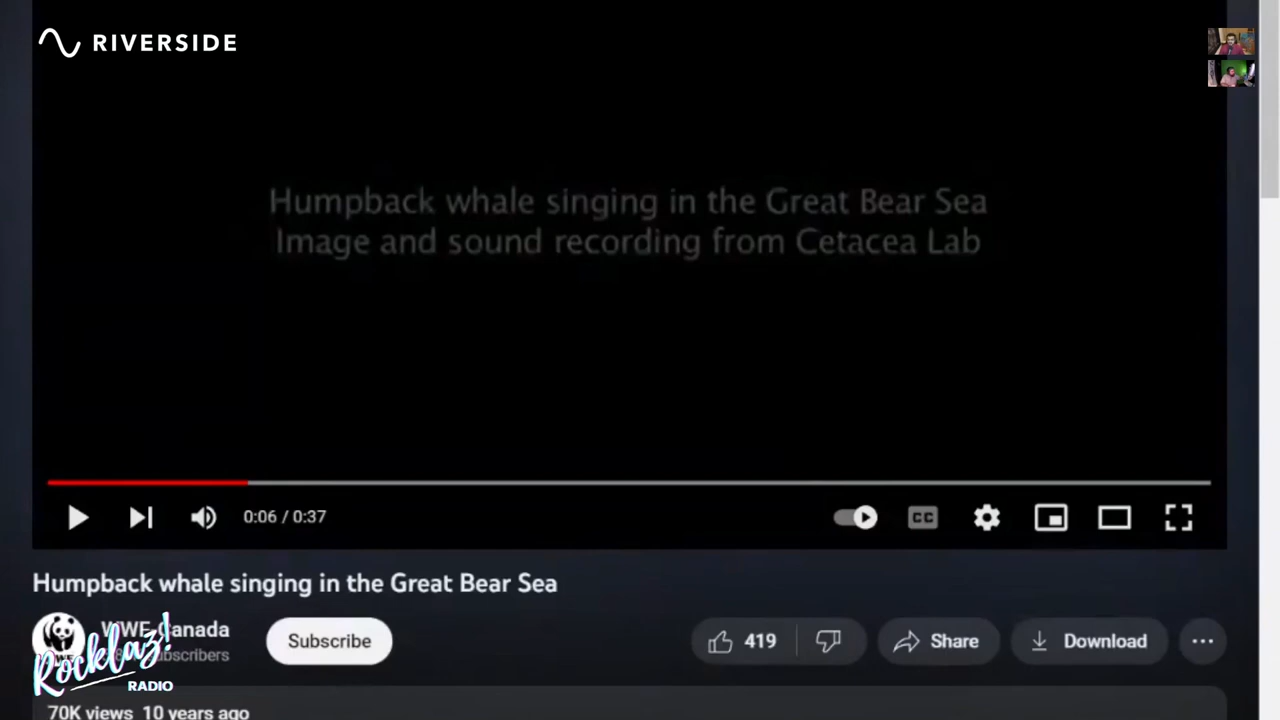 RIVERSIDE
Humpback whale singing in the Great Bear Sea
Image and sound recording from Cetacea Lab
0:06 / 0:37
CC
Humpback whale singing in the Great Bear Sea
WWF-Canada
Subscribe
419
Share
Download
Rocklaz!
RADIO
70K views 10 years ago